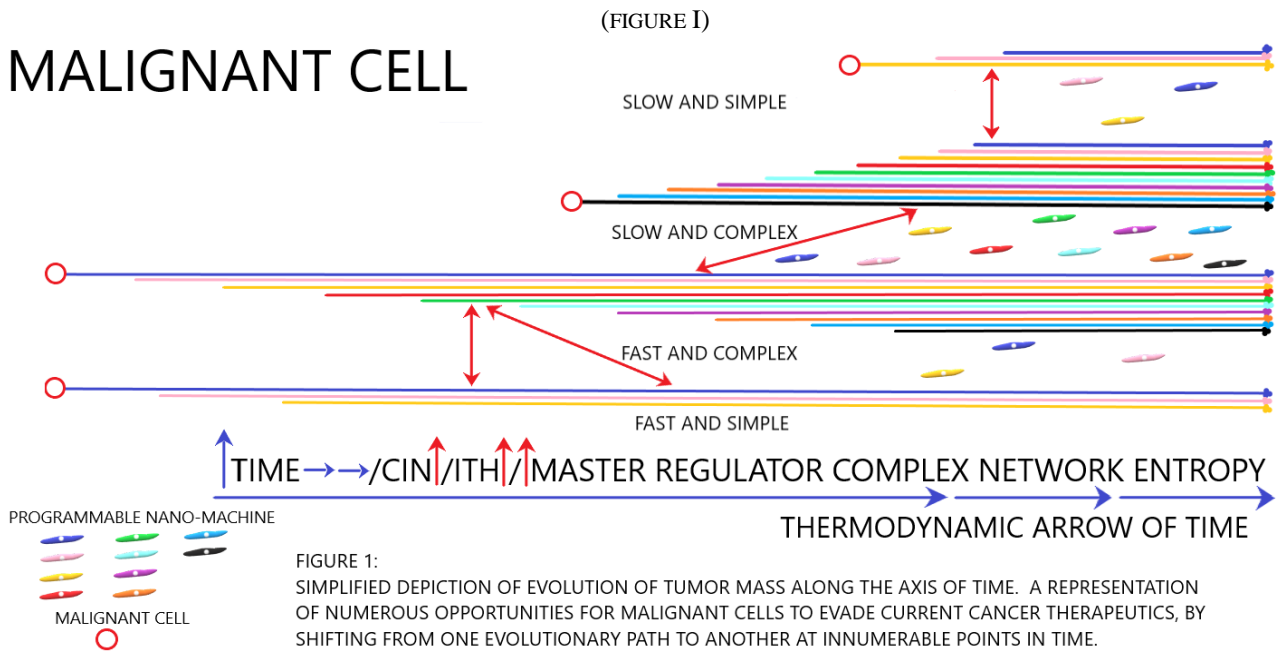 (FIGURE I)
MALIGNANT CELL
SLOW AND SIMPLE
SLOW AND COMPLEX
FAST AND COMPLEX
FAST AND SIMPLE
TIME /CIN /ITH / MASTER REGULATOR COMPLEX NETWORK ENTROPY
THERMODYNAMIC ARROW OF TIME
PROGRAMMABLE NANO-MACHINE
MALIGNANT CELL
FIGURE 1:
SIMPLIFIED DEPICTION OF EVOLUTION OF TUMOR MASS ALONG THE AXIS OF TIME. A REPRESENTATION
OF NUMEROUS OPPORTUNITIES FOR MALIGNANT CELLS TO EVADE CURRENT CANCER THERAPEUTICS, BY
SHIFTING FROM ONE EVOLUTIONARY PATH TO ANOTHER AT INNUMERABLE POINTS IN TIME.